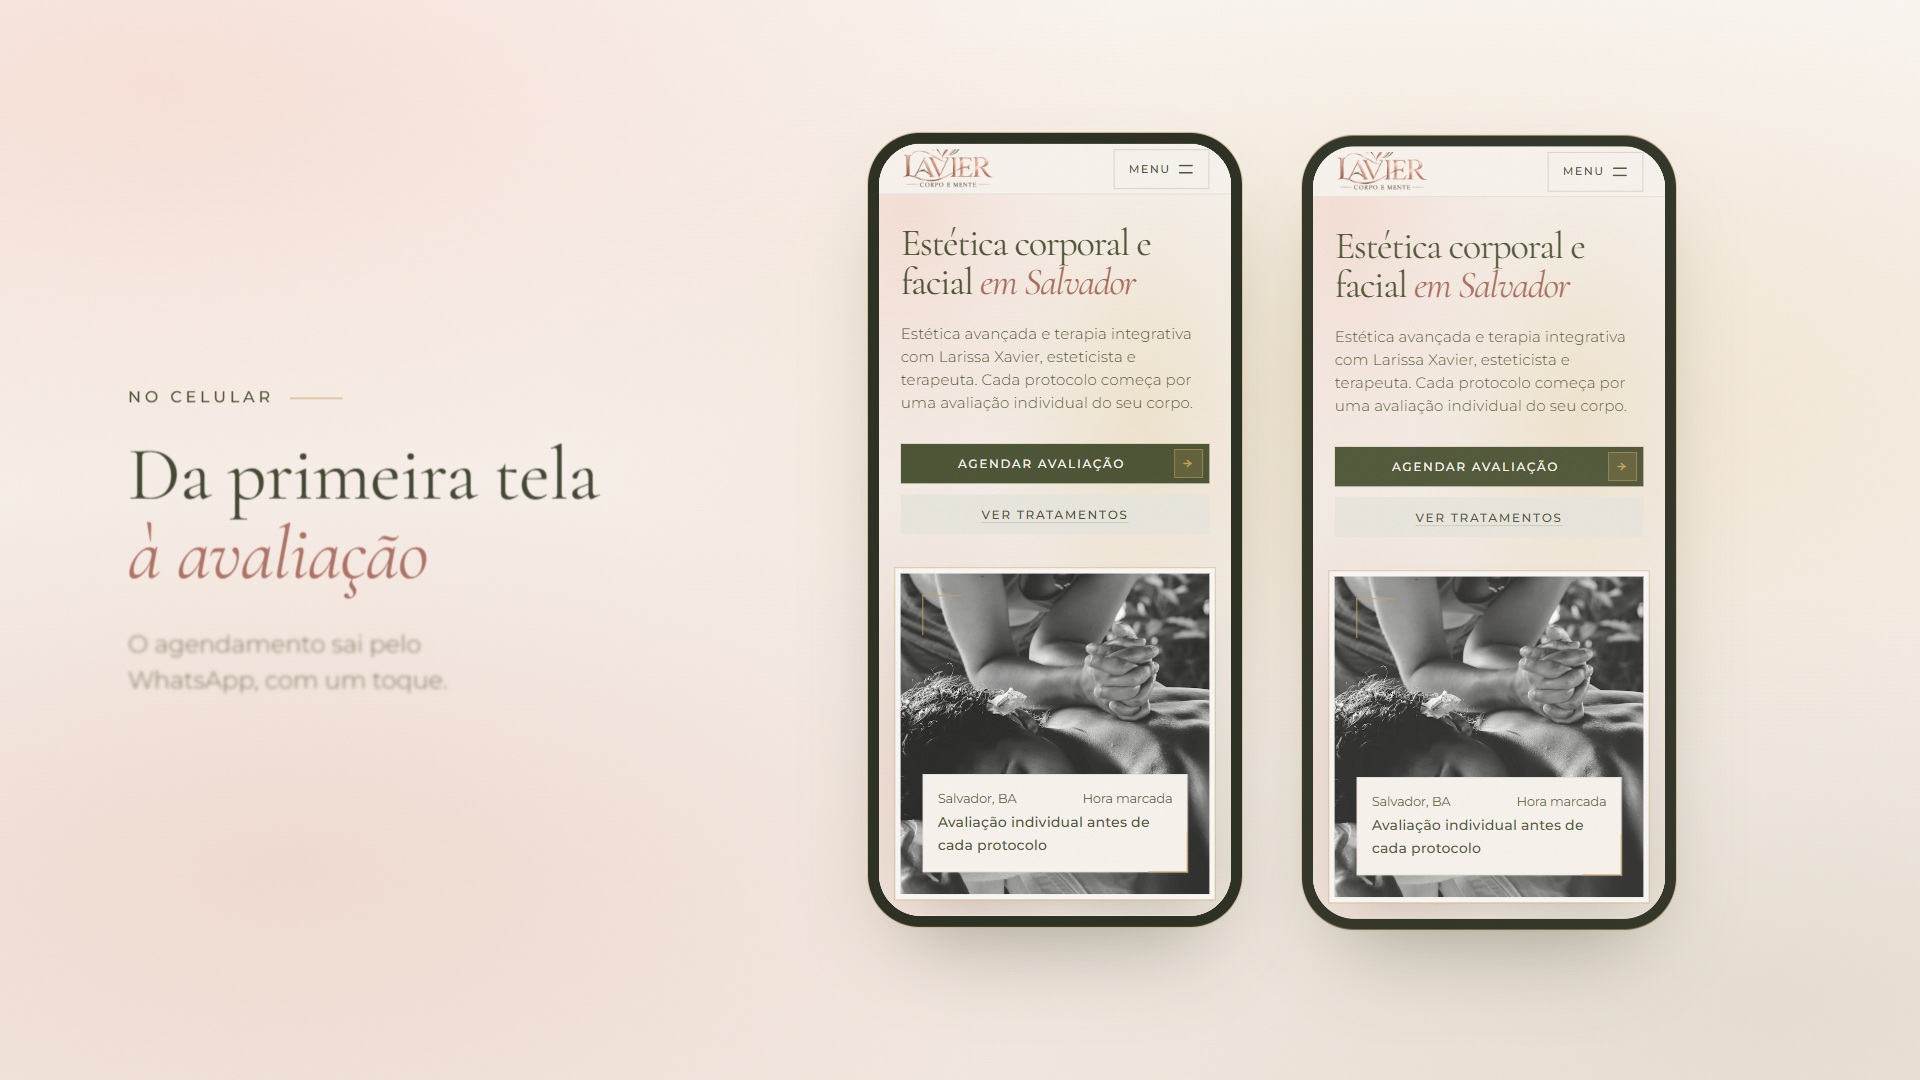 NO CELULAR
Da primeira tela
à avaliação
O agendamento sai pelo
WhatsApp, com um toque.
LAVIER
CORPO E MENTE
MENU
Estética corporal e
facial em Salvador
Estética avançada e terapia integrativa
com Larissa Xavier, esteticista e
terapeuta. Cada protocolo começa por
uma avaliação individual do seu corpo.
AGENDAR AVALIAÇÃO
VER TRATAMENTOS
Salvador, BA
Hora marcada
Avaliação individual antes de
cada protocolo
LAVIER
CORPO E MENTE
MENU
Estética corporal e
facial em Salvador
Estética avançada e terapia integrativa
com Larissa Xavier, esteticista e
terapeuta. Cada protocolo começa por
uma avaliação individual do seu corpo.
AGENDAR AVALIAÇÃO
VER TRATAMENTOS
Salvador, BA
Hora marcada
Avaliação individual antes de
cada protocolo